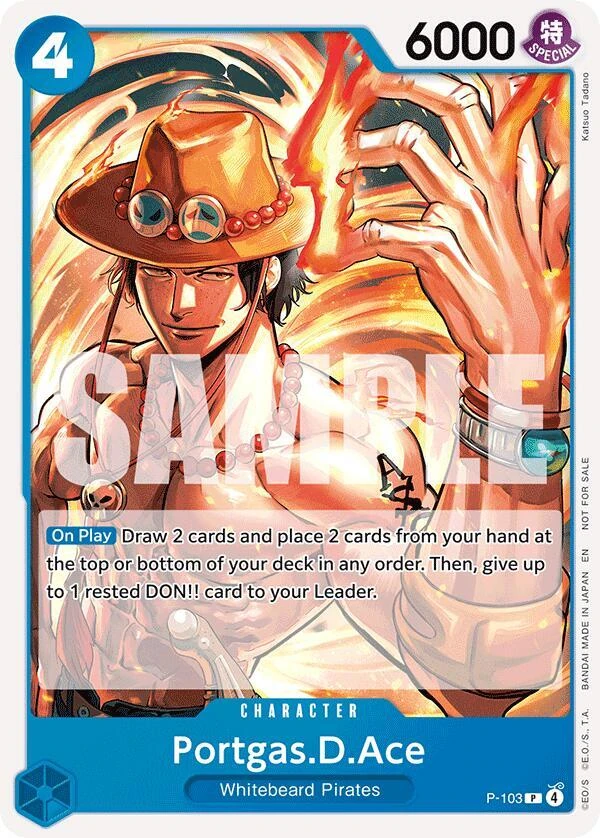 4
6000
特
SPECIAL
Katsuo Tadano
SAMPLE
On Play Draw 2 cards and place 2 cards from your hand at
the top or bottom of your deck in any order. Then, give up
to 1 rested DON!! card to your Leader.
CHARACTER
Portgas.D.Ace
Whitebeard Pirates
P-103 P 4
©EO/S ©E.O./S., T.A. BANDAI MADE IN JAPAN EN NOT FOR SALE